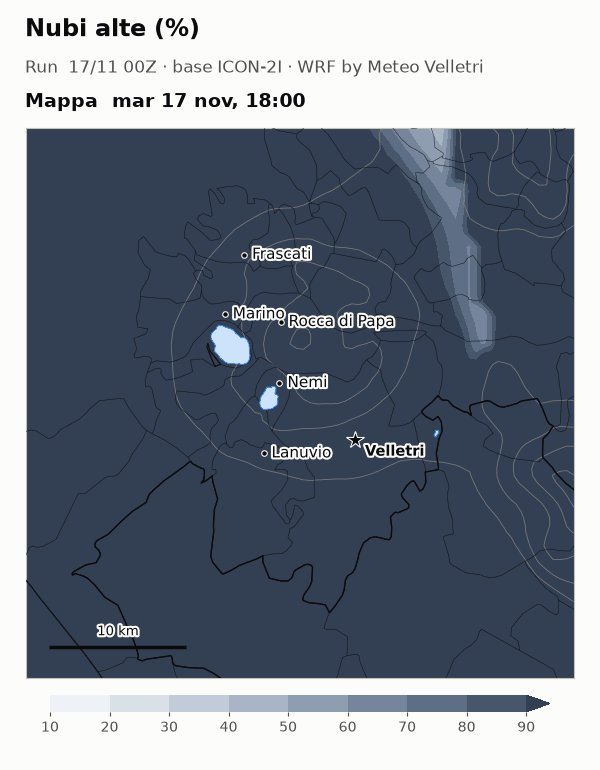 Nubi alte (%)
Run  17/11 00Z · base ICON-2I · WRF by Meteo Velletri
Mappa  mar 17 nov, 18:00
Frascati
Marino
Rocca di Papa
Nemi
Velletri
Lanuvio
10 km
10 20 30 40 50 60 70 80 90